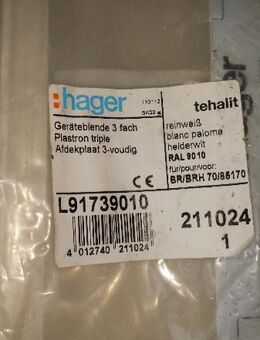 :hager
tehalit
Geräteblende 3 fach
Plastron triple
Afdekplaat 3-voudig
reinweiß
blanc paloma
helderwit
RAL 9010
für/pour/voor:
BR/BRH 70/85170
CE
L91739010
211024
1
4 012740 211024